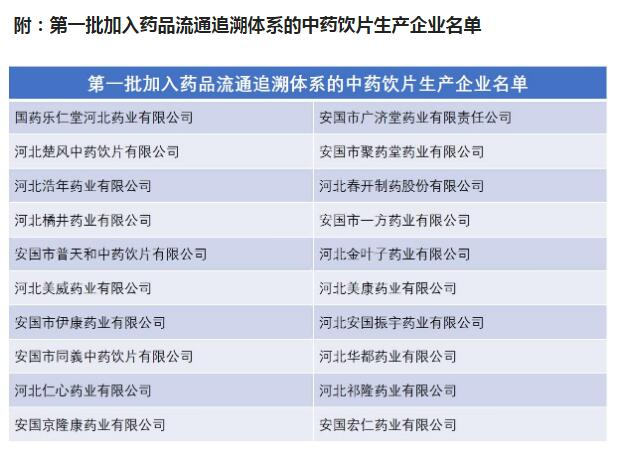 附：第一批加入药品流通追溯体系的中药饮片生产企业名单
第一批加入药品流通追溯体系的中药饮片生产企业名单
国药乐仁堂河北药业有限公司 安国市广济堂药业有限责任公司
河北楚风中药饮片有限公司 安国市聚药堂药业有限公司
河北浩年药业有限公司 河北春开制药股份有限公司
河北橘井药业有限公司 安国市一方药业有限公司
安国市普天和中药饮片有限公司 河北金叶子药业有限公司
河北美威药业有限公司 河北美康药业有限公司
安国市伊康药业有限公司 河北安国振宇药业有限公司
安国市同義中药饮片有限公司 河北华都药业有限公司
河北仁心药业有限公司 河北祁隆药业有限公司
安国京隆康药业有限公司 安国宏仁药业有限公司